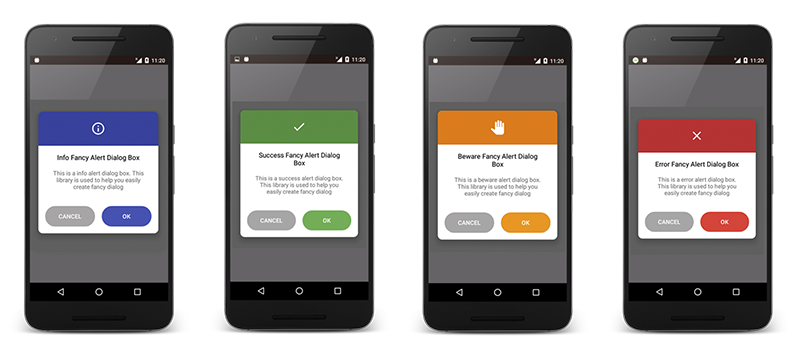 11:20
Info Fancy Alert Dialog Box
This is a info alert dialog box. This
library is used to help you easily
create fancy dialog
CANCEL
OK
11:20
Success Fancy Alert Dialog
Box
This is a success alert dialog box.
This library is used to help you
easily create fancy dialog
CANCEL
OK
11:20
Beware Fancy Alert Dialog
Box
This is a beware alert dialog box.
This library is used to help you
easily create fancy dialog
CANCEL
OK
11:20
Error Fancy Alert Dialog Box
This is a error alert dialog box.
This library is used to help you
easily create fancy dialog
CANCEL
OK